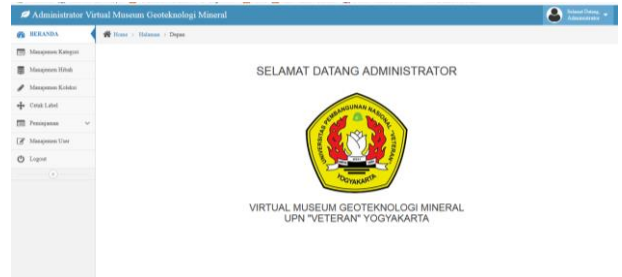 Administrator Virtual Museum Geoteknologi Mineral
Selamat Datang,
Administrator
BERANDA
Home > Halaman > Depan
Manajemen Kategori
Manajemen Hibah
Manajemen Koleksi
Cetak Label
Peminjaman
Manajemen User
Logout
SELAMAT DATANG ADMINISTRATOR
UNIVERSITAS PEMBANGUNAN NASIONAL "VETERAN"
YOGYAKARTA
VIRTUAL MUSEUM GEOTEKNOLOGI MINERAL
UPN "VETERAN" YOGYAKARTA